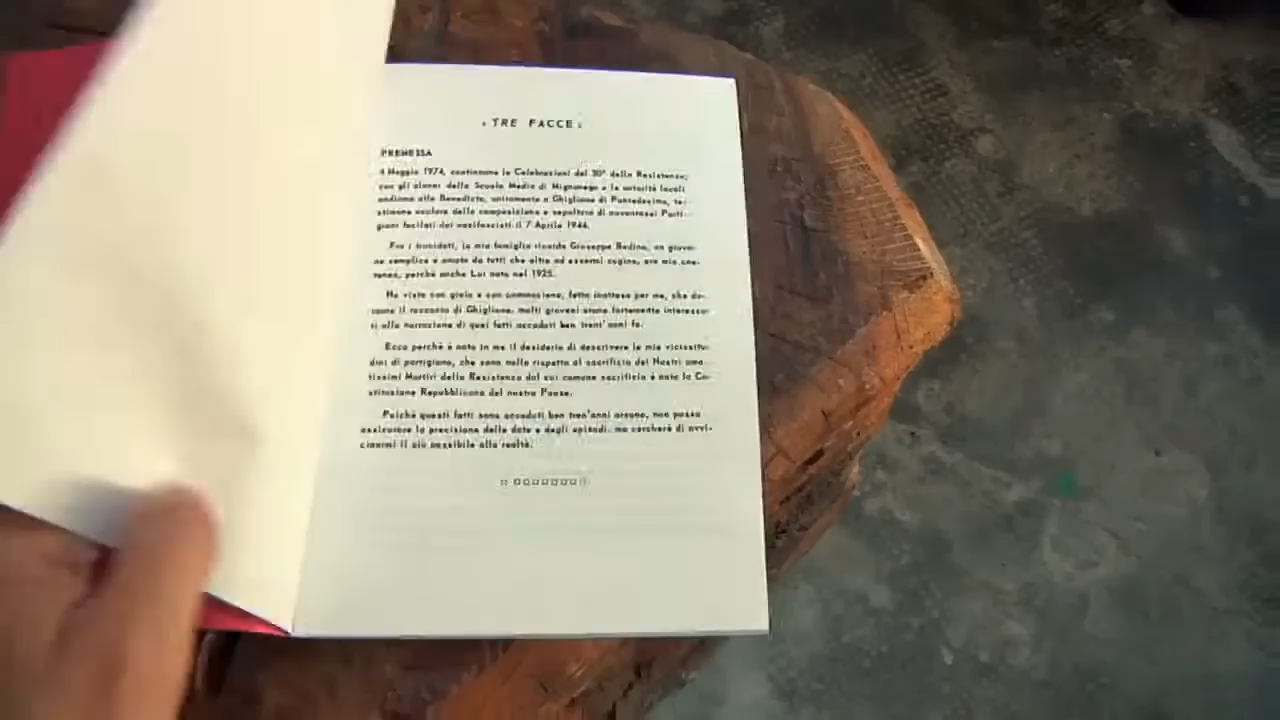 "TRE FACCE"
PREMESSA
4 Maggio 1974, continuano le Celebrazioni del 30° della Resistenza;
con gli alunni della Scuola Media di Mignanego e le autorità locali
andiamo alla Benedicta, unitamente a Ghiglione di Pontedecimo, te-
stimone oculare della composizione e sepoltura di novantasei Parti-
giani fucilati dai nazifascisti il 7 Aprile 1944.
Fra i trucidati, la mia famiglia ricorda Giuseppe Bedino, un giova-
ne semplice e amato da tutti che oltre ad essermi cugino, era mio coe-
taneo, perchè anche Lui nato nel 1925.
Ho visto con gioia e con commozione, fatto inatteso per me, che du-
rante il racconto di Ghiglione, molti giovani erano fortemente interessa-
ti alla narrazione di quei fatti accaduti ben trent'anni fa.
Ecco perchè è nato in me il desiderio di descrivere le mie vicissitu-
dini di partigiano, che sono nulla rispetto al sacrificio dei Nostri ama-
tissimi Martiri della Resistenza dal cui comune sacrificio è nata la Co-
stituzione Repubblicana del nostro Paese.
Poichè questi fatti sono accaduti ben tren'anni orsono, non posso
assicurare la precisione delle date e degli episodi, ma cercherò di avvi-
cinarmi il più possibile alla realtà.